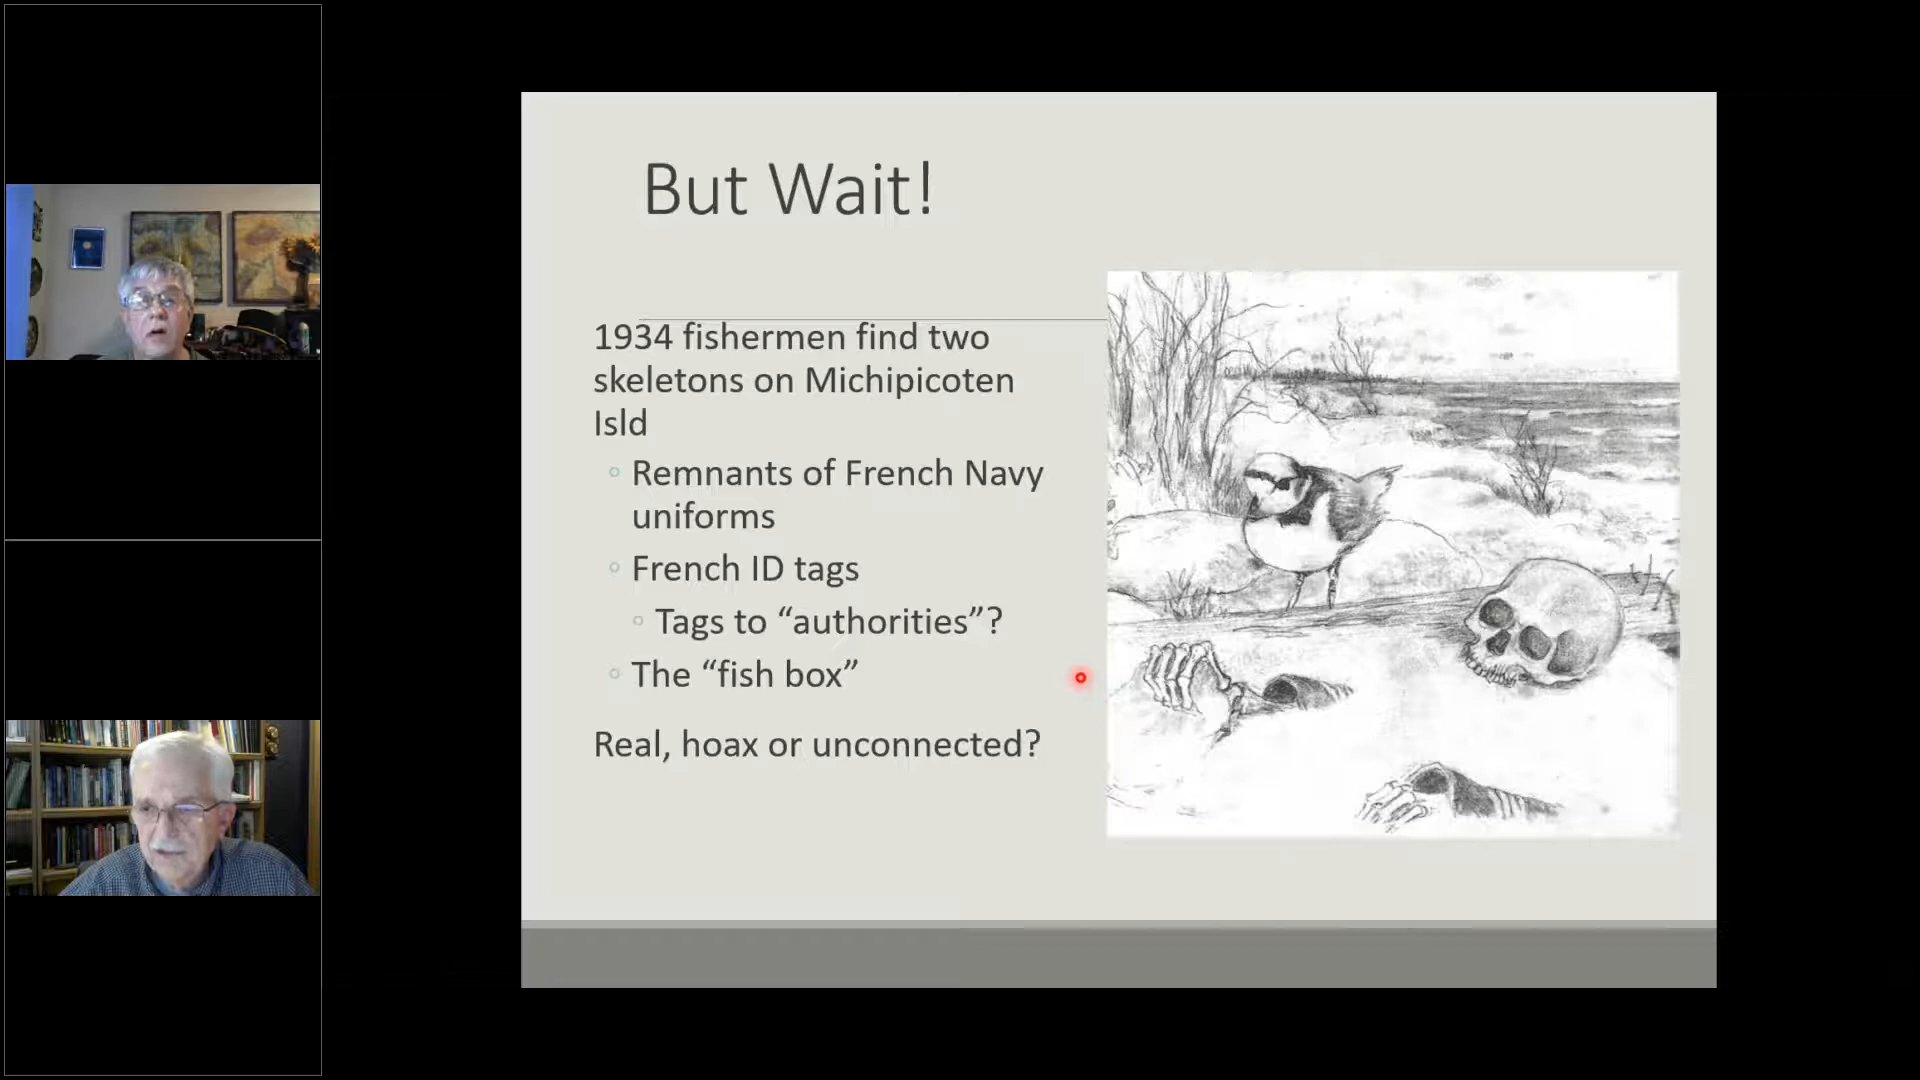 But Wait!
1934 fishermen find two
skeletons on Michipicoten
Isld
Remnants of French Navy
uniforms
French ID tags
Tags to “authorities”?
The “fish box”
Real, hoax or unconnected?